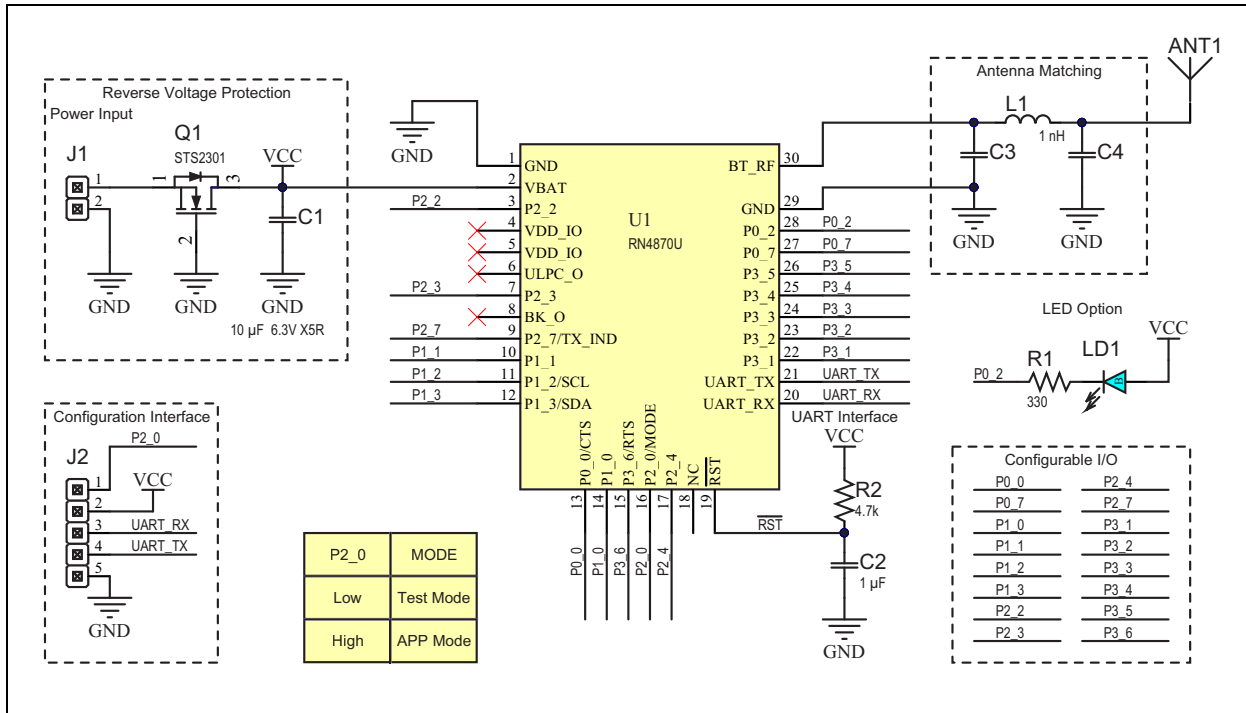 Reverse Voltage Protection
Power Input
J1
1
2
Q1
STS2301
1
3
2
VCC
C1
GND
GND
GND
10 µF 6.3V X5R
Configuration Interface
P2_0
J2
1
2
3
4
5
VCC
UART_RX
UART_TX
GND
P2_0 MODE
Low Test Mode
High APP Mode
GND
U1
RN4870U
1 GND
2 VBAT
P2_2 3 P2_2
4 VDD_IO
5 VDD_IO
6 ULPC_O
P2_3 7 P2_3
8 BK_O
P2_7 9 P2_7/TX_IND
P1_1 10 P1_1
P1_2 11 P1_2/SCL
P1_3 12 P1_3/SDA
P0_0/CTS 13 P0_0
P1_0 14 P1_0
P3_6/RTS 15 P3_6
P2_0/MODE 16 P2_0
P2_4 17 P2_4
NC 18
RST 19
RST
BT_RF 30
GND 29
P0_2 28 P0_2
P0_7 27 P0_7
P3_5 26 P3_5
P3_4 25 P3_4
P3_3 24 P3_3
P3_2 23 P3_2
P3_1 22 P3_1
UART_TX 21 UART_TX
UART_RX 20 UART_RX
UART Interface
VCC
R2
4.7k
C2
1 µF
GND
Antenna Matching
ANT1
L1
1 nH
C3
C4
GND
GND
LED Option
VCC
P0_2
R1
330
LD1
B
Configurable I/O
P0_0 P2_4
P0_7 P2_7
P1_0 P3_1
P1_1 P3_2
P1_2 P3_3
P1_3 P3_4
P2_2 P3_5
P2_3 P3_6